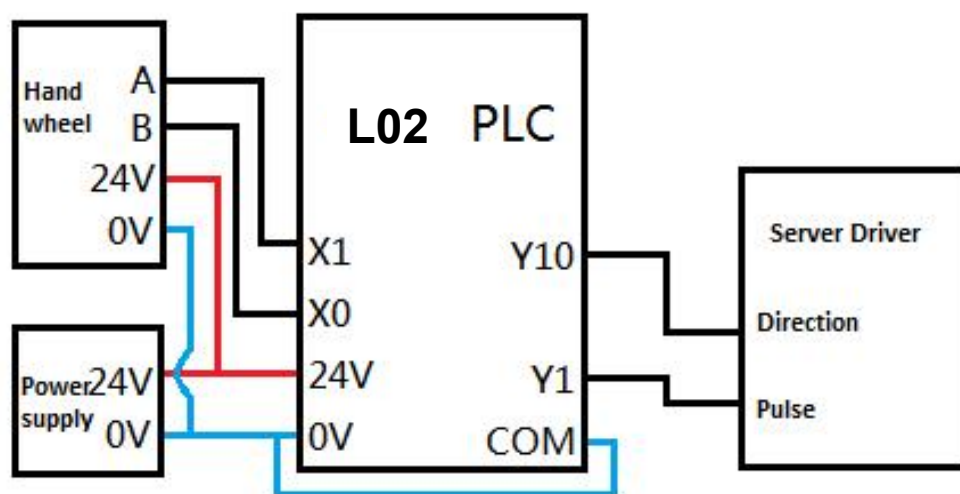 Hand
wheel
A
B
24V
0V
Power
supply
24V
0V
L02 PLC
X1
X0
24V
0V
Y10
Y1
COM
Server Driver
Direction
Pulse